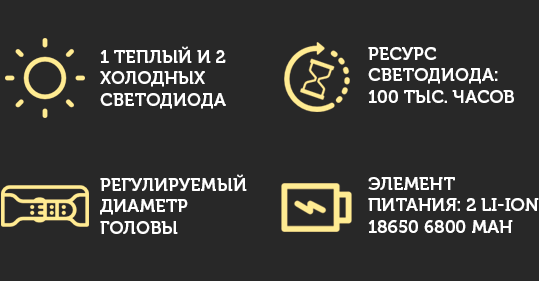 1 ТЕПЛЫЙ И 2
ХОЛОДНЫХ
СВЕТОДИОДА
РЕСУРС
СВЕТОДИОДА:
100 ТЫС. ЧАСОВ
РЕГУЛИРУЕМЫЙ
ДИАМЕТР
ГОЛОВЫ
ЭЛЕМЕНТ
ПИТАНИЯ: 2 LI-ION
18650 6800 МАН